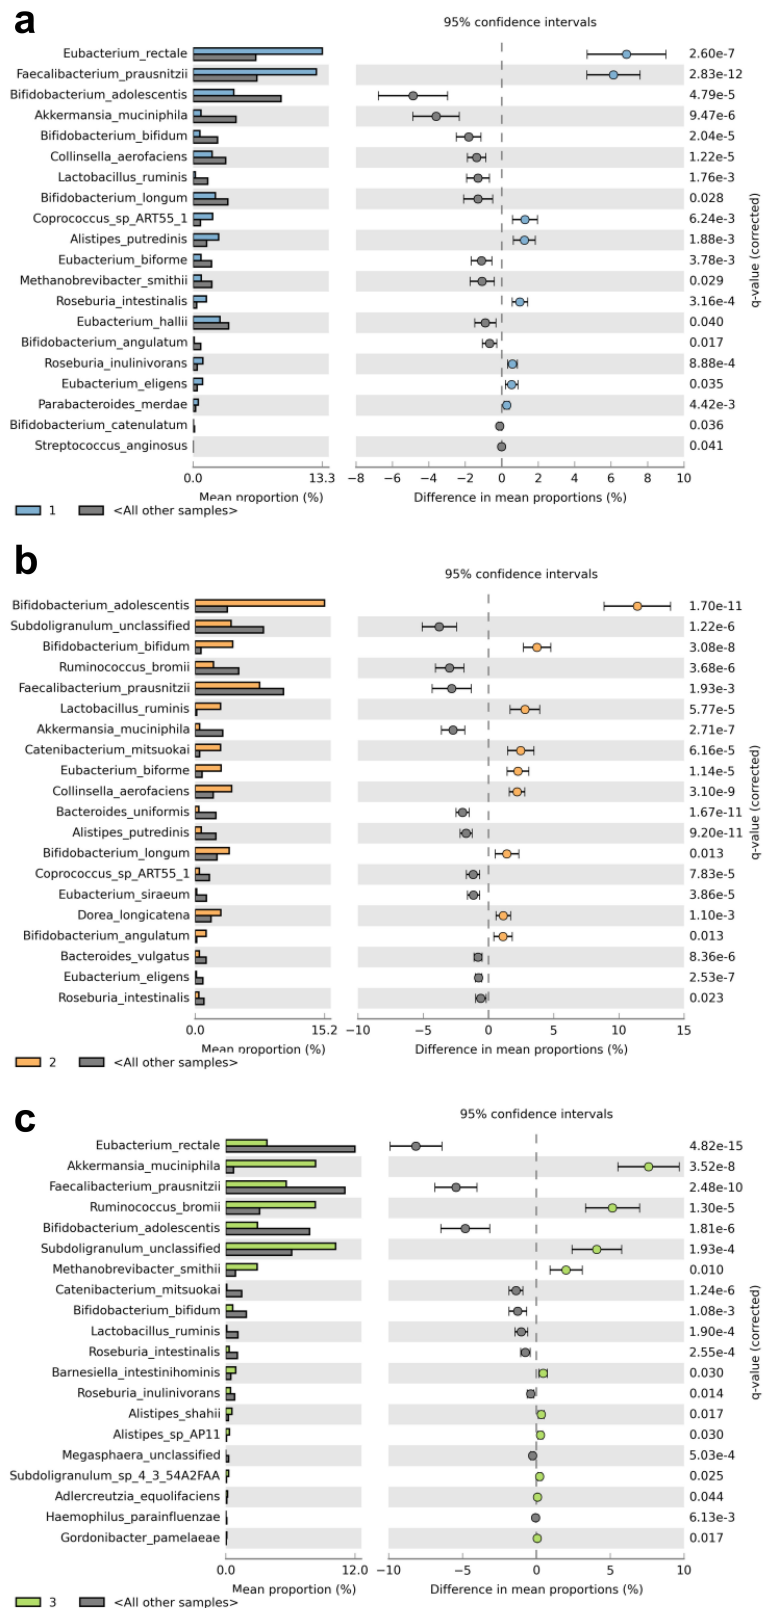 a
95% confidence intervals
Eubacterium_rectale 2.60e-7
Faecalibacterium_prausnitzii 2.83e-12
Bifidobacterium_adolescentis 4.79e-5
Akkermansia_muciniphila 9.47e-6
Bifidobacterium_bifidum 2.04e-5
Collinsella_aerofaciens 1.22e-5
Lactobacillus_ruminis 1.76e-3
Bifidobacterium_longum 0.028
Coprococcus_sp_ART55_1 6.24e-3
Alistipes_putredinis 1.88e-3
Eubacterium_biforme 3.78e-3
Methanobrevibacter_smithii 0.029
Roseburia_intestinalis 3.16e-4
Eubacterium_hallii 0.040
Bifidobacterium_angulatum 0.017
Roseburia_inulinivorans 8.88e-4
Eubacterium_eligens 0.035
Parabacteroides_merdae 4.42e-3
Bifidobacterium_catenulatum 0.036
Streptococcus_anginosus 0.041
q-value (corrected)
0.0 13.3 −8 −6 −4 −2 0 2 4 6 8 10
Mean proportion (%) Difference in mean proportions (%)
1 <All other samples>
b
95% confidence intervals
Bifidobacterium_adolescentis 1.70e-11
Subdoligranulum_unclassified 1.22e-6
Bifidobacterium_bifidum 3.08e-8
Ruminococcus_bromii 3.68e-6
Faecalibacterium_prausnitzii 1.93e-3
Lactobacillus_ruminis 5.77e-5
Akkermansia_muciniphila 2.71e-7
Catenibacterium_mitsuokai 6.16e-5
Eubacterium_biforme 1.14e-5
Collinsella_aerofaciens 3.10e-9
Bacteroides_uniformis 1.67e-11
Alistipes_putredinis 9.20e-11
Bifidobacterium_longum 0.013
Coprococcus_sp_ART55_1 7.83e-5
Eubacterium_siraeum 3.86e-5
Dorea_longicatena 1.10e-3
Bifidobacterium_angulatum 0.013
Bacteroides_vulgatus 8.36e-6
Eubacterium_eligens 2.53e-7
Roseburia_intestinalis 0.023
q-value (corrected)
0.0 15.2 −10 −5 0 5 10 15
Mean proportion (%) Difference in mean proportions (%)
2 <All other samples>
c
95% confidence intervals
Eubacterium_rectale 4.82e-15
Akkermansia_muciniphila 3.52e-8
Faecalibacterium_prausnitzii 2.48e-10
Ruminococcus_bromii 1.30e-5
Bifidobacterium_adolescentis 1.81e-6
Subdoligranulum_unclassified 1.93e-4
Methanobrevibacter_smithii 0.010
Catenibacterium_mitsuokai 1.24e-6
Bifidobacterium_bifidum 1.08e-3
Lactobacillus_ruminis 1.90e-4
Roseburia_intestinalis 2.55e-4
Barnesiella_intestinihominis 0.030
Roseburia_inulinivorans 0.014
Alistipes_shahii 0.017
Alistipes_sp_AP11 0.030
Megasphaera_unclassified 5.03e-4
Subdoligranulum_sp_4_3_54A2FAA 0.025
Adlercreutzia_equolifaciens 0.044
Haemophilus_parainfluenzae 6.13e-3
Gordonibacter_pamelaeae 0.017
q-value (corrected)
0.0 12.0 −10 −5 0 5 10
Mean proportion (%) Difference in mean proportions (%)
3 <All other samples>